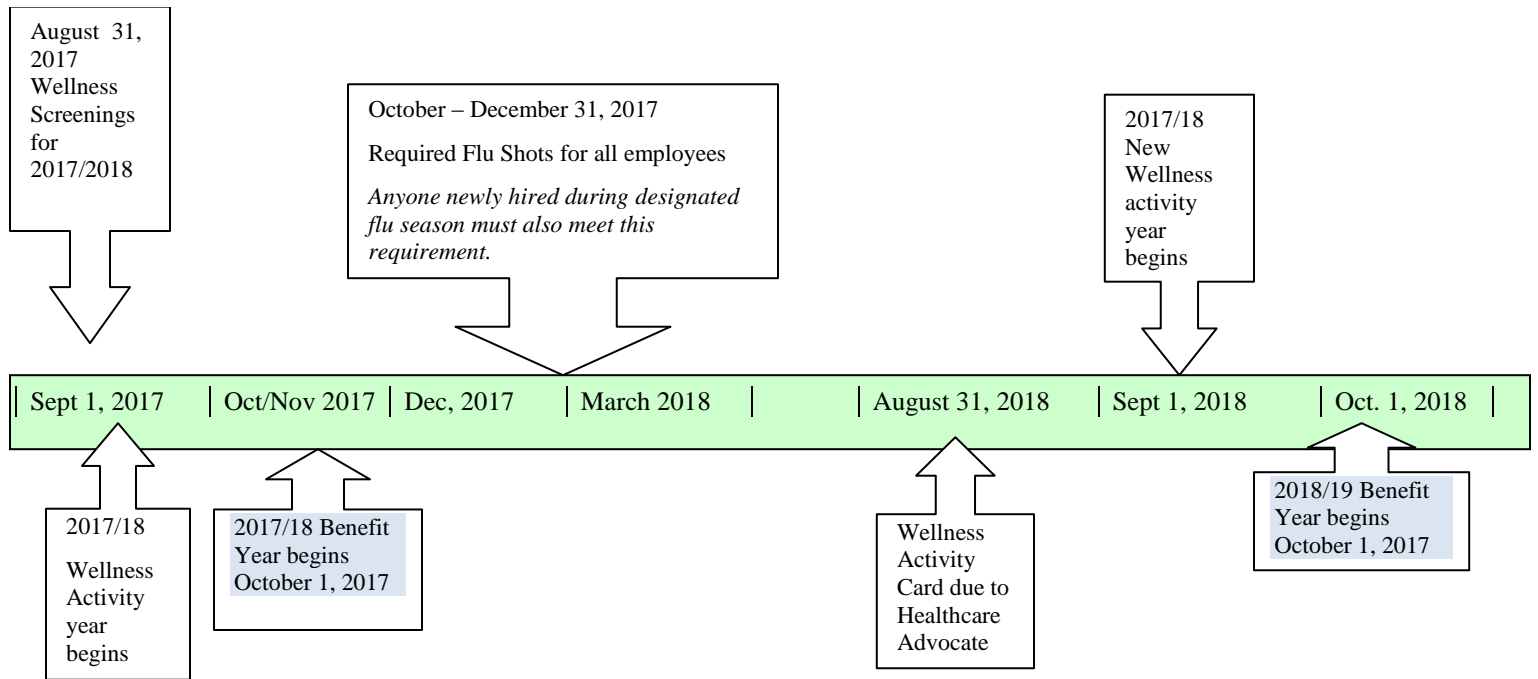 August 31,
2017
Wellness
Screenings
for
2017/2018
October – December 31, 2017
Required Flu Shots for all employees
Anyone newly hired during designated
flu season must also meet this
requirement.
2017/18
New
Wellness
activity
year
begins
Sept 1, 2017
Oct/Nov 2017
Dec, 2017
March 2018
August 31, 2018
Sept 1, 2018
Oct. 1, 2018
2017/18
Wellness
Activity
year
begins
2017/18 Benefit
Year begins
October 1, 2017
Wellness
Activity
Card due to
Healthcare
Advocate
2018/19 Benefit
Year begins
October 1, 2017